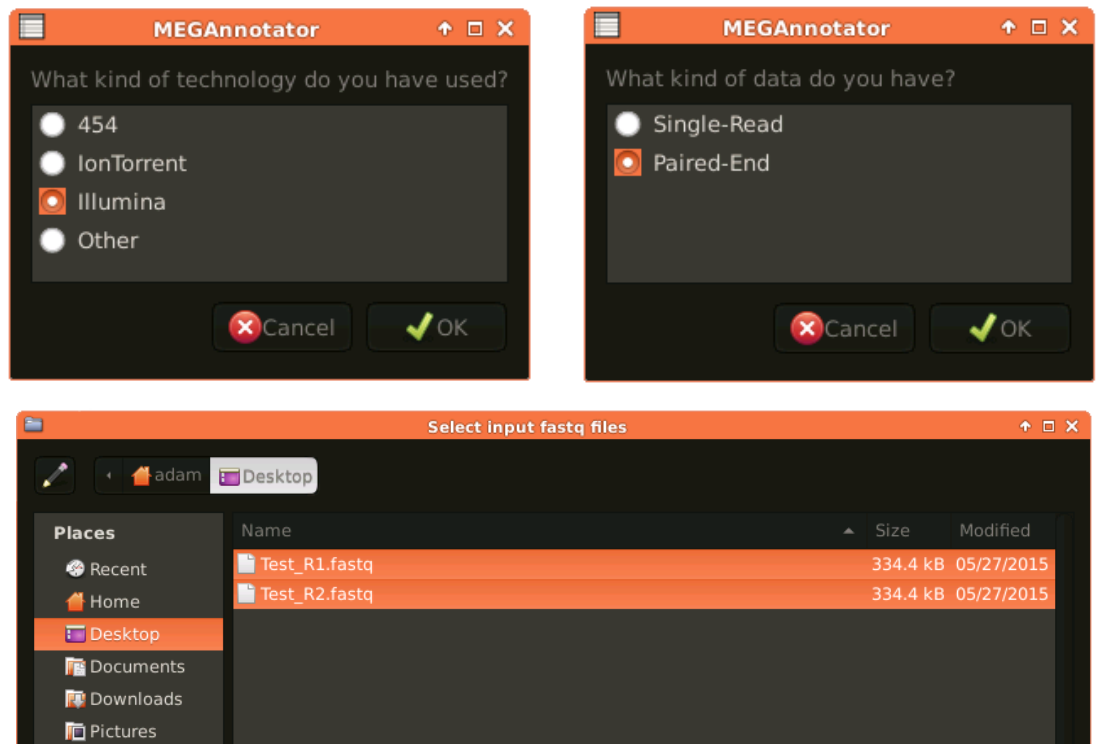 MEGAnnotator
What kind of technology do you have used?
454
IonTorrent
Illumina
Other
Cancel
OK
MEGAnnotator
What kind of data do you have?
Single-Read
Paired-End
Cancel
OK
Select input fastq files
adam
Desktop
Places
Recent
Home
Desktop
Documents
Downloads
Pictures
Name Size Modified
Test_R1.fastq 334.4 kB 05/27/2015
Test_R2.fastq 334.4 kB 05/27/2015